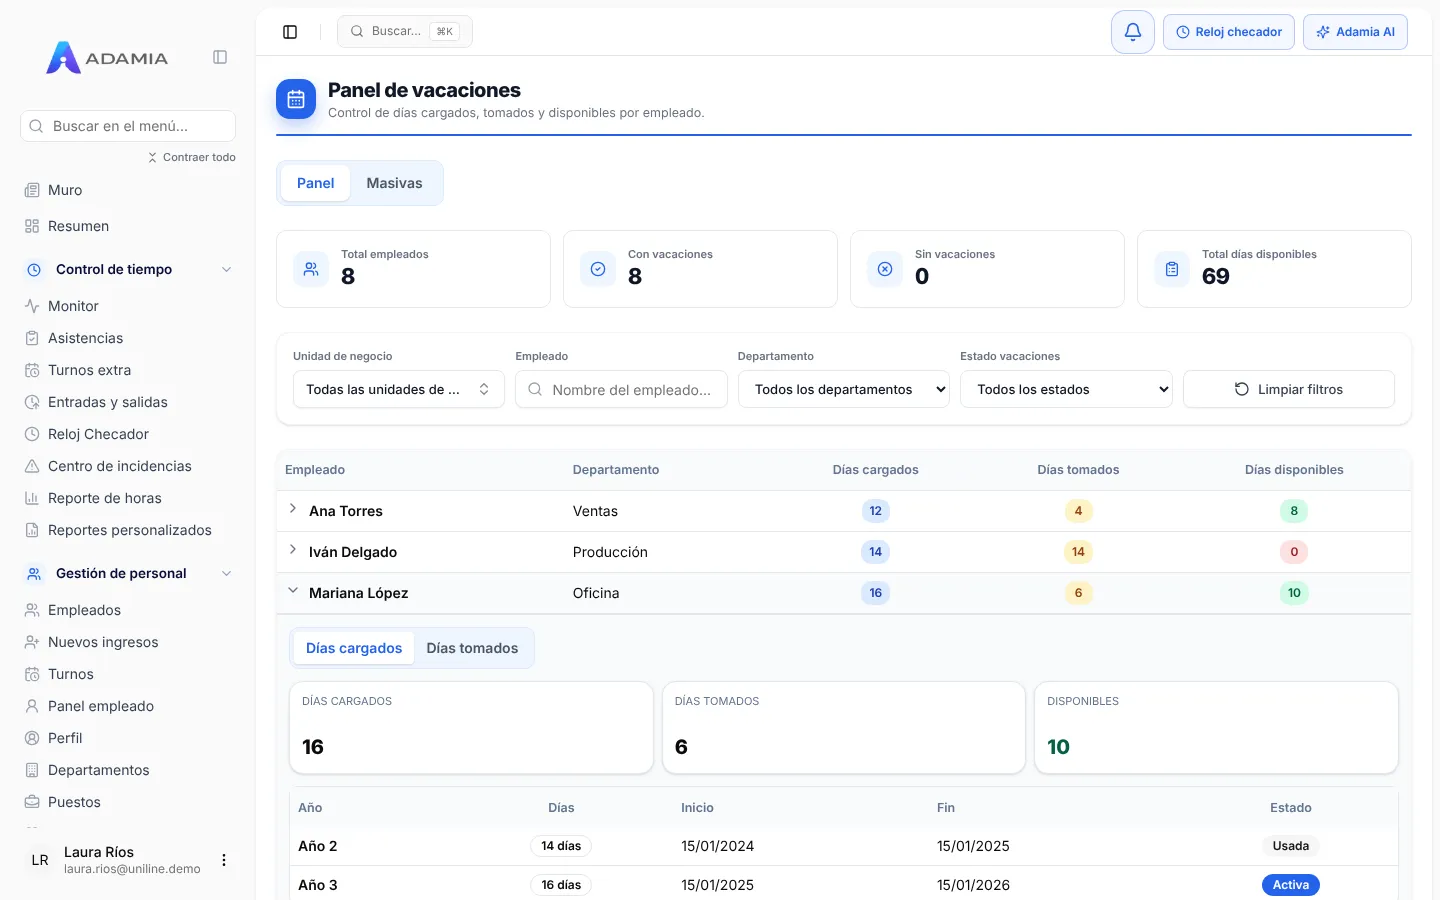 ADAMIA
Buscar en el menú...
Contraer todo
Muro
Resumen
Control de tiempo
Monitor
Asistencias
Turnos extra
Entradas y salidas
Reloj Checador
Centro de incidencias
Reporte de horas
Reportes personalizados
Gestión de personal
Empleados
Nuevos ingresos
Turnos
Panel empleado
Perfil
Departamentos
Puestos
LR
Laura Ríos
laura.rios@uniline.demo
Buscar... ⌘K
Reloj checador
Adamia AI
Panel de vacaciones
Control de días cargados, tomados y disponibles por empleado.
Panel Masivas
Total empleados
8
Con vacaciones
8
Sin vacaciones
0
Total días disponibles
69
Unidad de negocio
Todas las unidades de ...
Empleado
Nombre del empleado...
Departamento
Todos los departamentos
Estado vacaciones
Todos los estados
Limpiar filtros
Empleado Departamento Días cargados Días tomados Días disponibles
Ana Torres Ventas 12 4 8
Iván Delgado Producción 14 14 0
Mariana López Oficina 16 6 10
Días cargados Días tomados
DÍAS CARGADOS
16
DÍAS TOMADOS
6
DISPONIBLES
10
Año Días Inicio Fin Estado
Año 2 14 días 15/01/2024 15/01/2025 Usada
Año 3 16 días 15/01/2025 15/01/2026 Activa